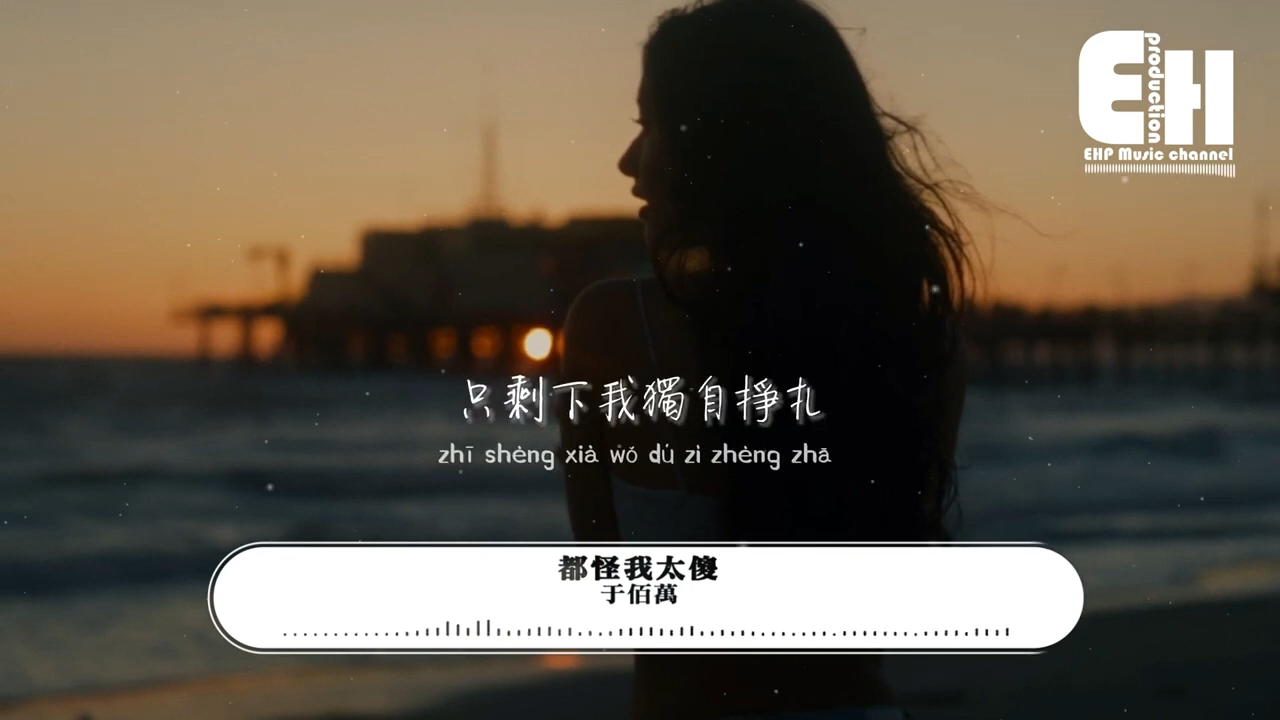 EH
production
EHP Music channel
只剩下我獨自掙扎
zhī shèng xià wǒ dú zì zhèng zhā
都怪我太傻
于佰萬